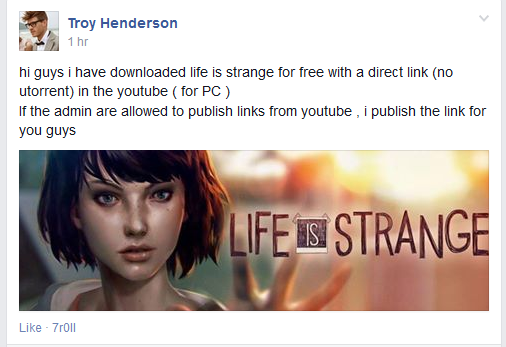 Troy Henderson
1 hr
hi guys i have downloaded life is strange for free with a direct link (no
utorrent) in the youtube ( for PC )
If the admin are allowed to publish links from youtube , i publish the link for
you guys
LIFE IS STRANGE
Like · 7r0ll